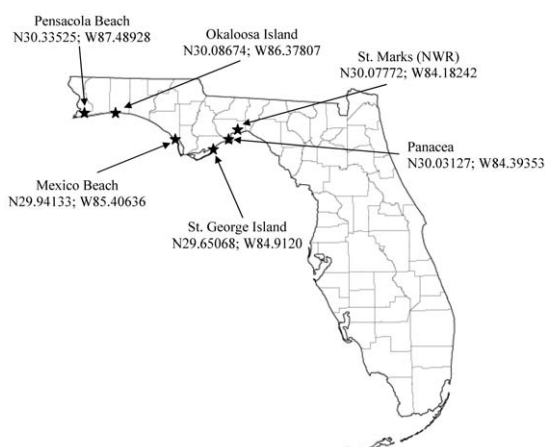 Pensacola Beach
N30.33525; W87.48928
Okaloosa Island
N30.08674; W86.37807
St. Marks (NWR)
N30.07772; W84.18242
Panacea
N30.03127; W84.39353
Mexico Beach
N29.94133; W85.40636
St. George Island
N29.65068; W84.9120